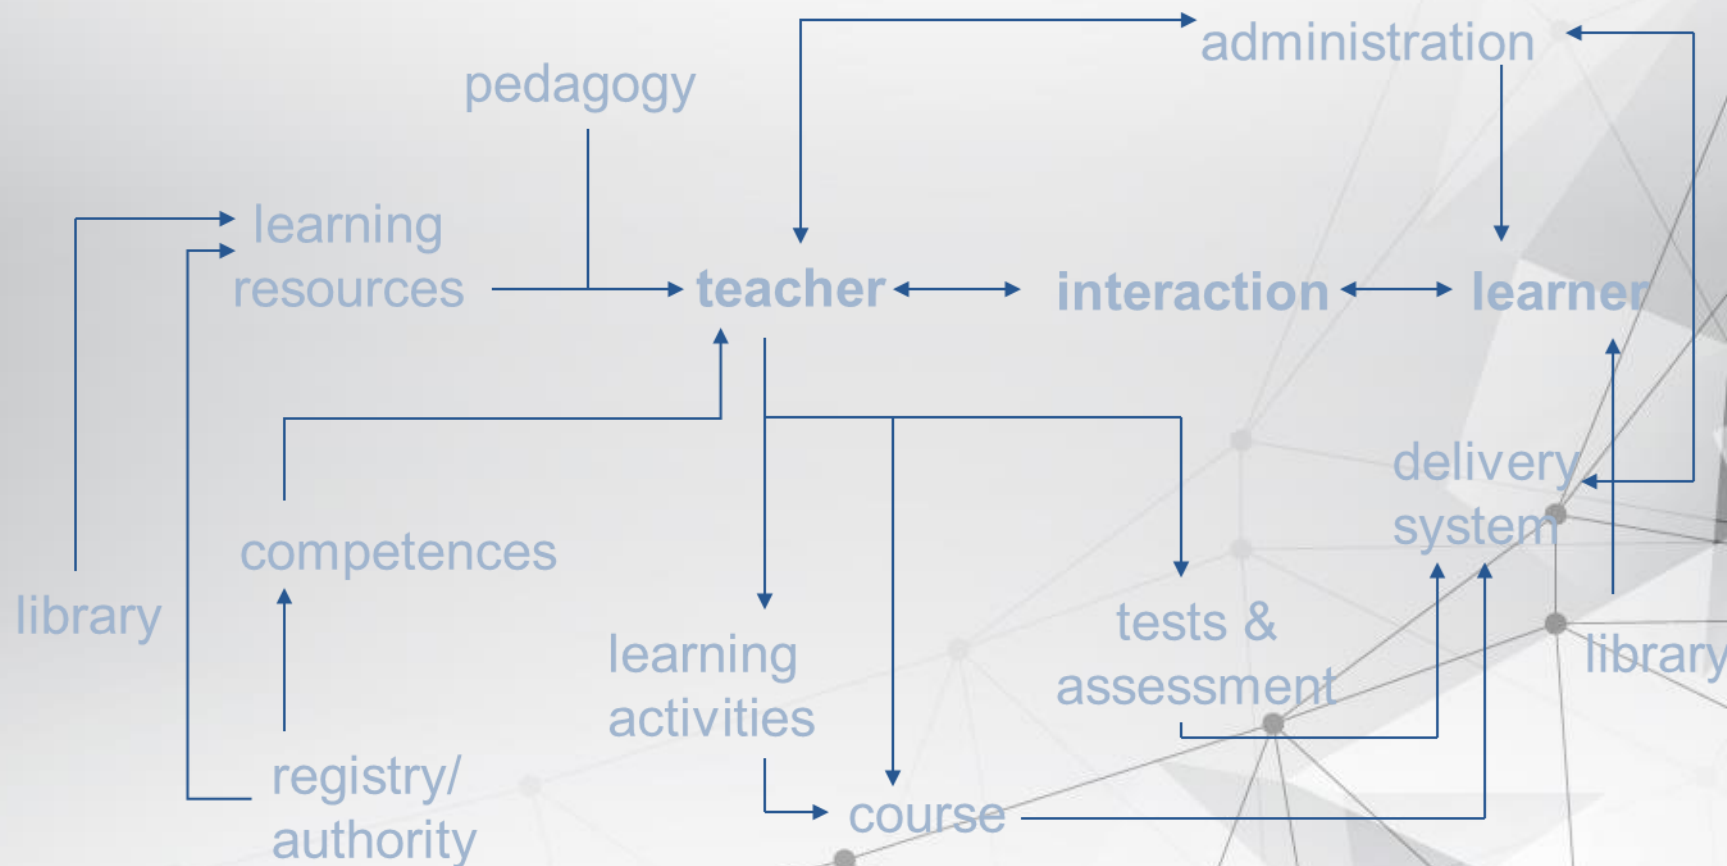 administration
pedagogy
learning
resources
teacher
interaction
learner
delivery
system
competences
library
tests &
assessment
learning
activities
library
registry/
authority
course